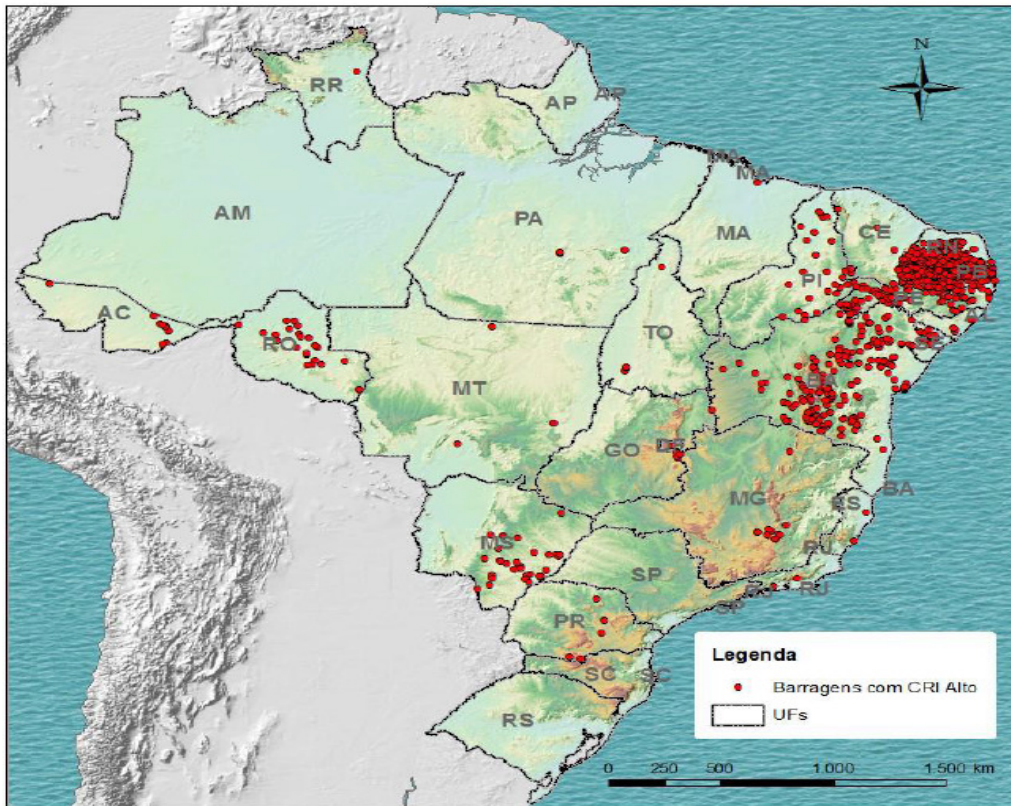 N
RR
AP
AP
MA
MA
AM
PA
MA
CE
RN
PB
PI
PE
AL
AC
SE
RO
TO
BA
MT
GO
DF
BA
MG
ES
MS
RJ
SP
RJ
RJ
SP
PR
SC
SC
RS
Legenda
Barragens com CRI Alto
UFs
0 250 500 1.000 1.500 km